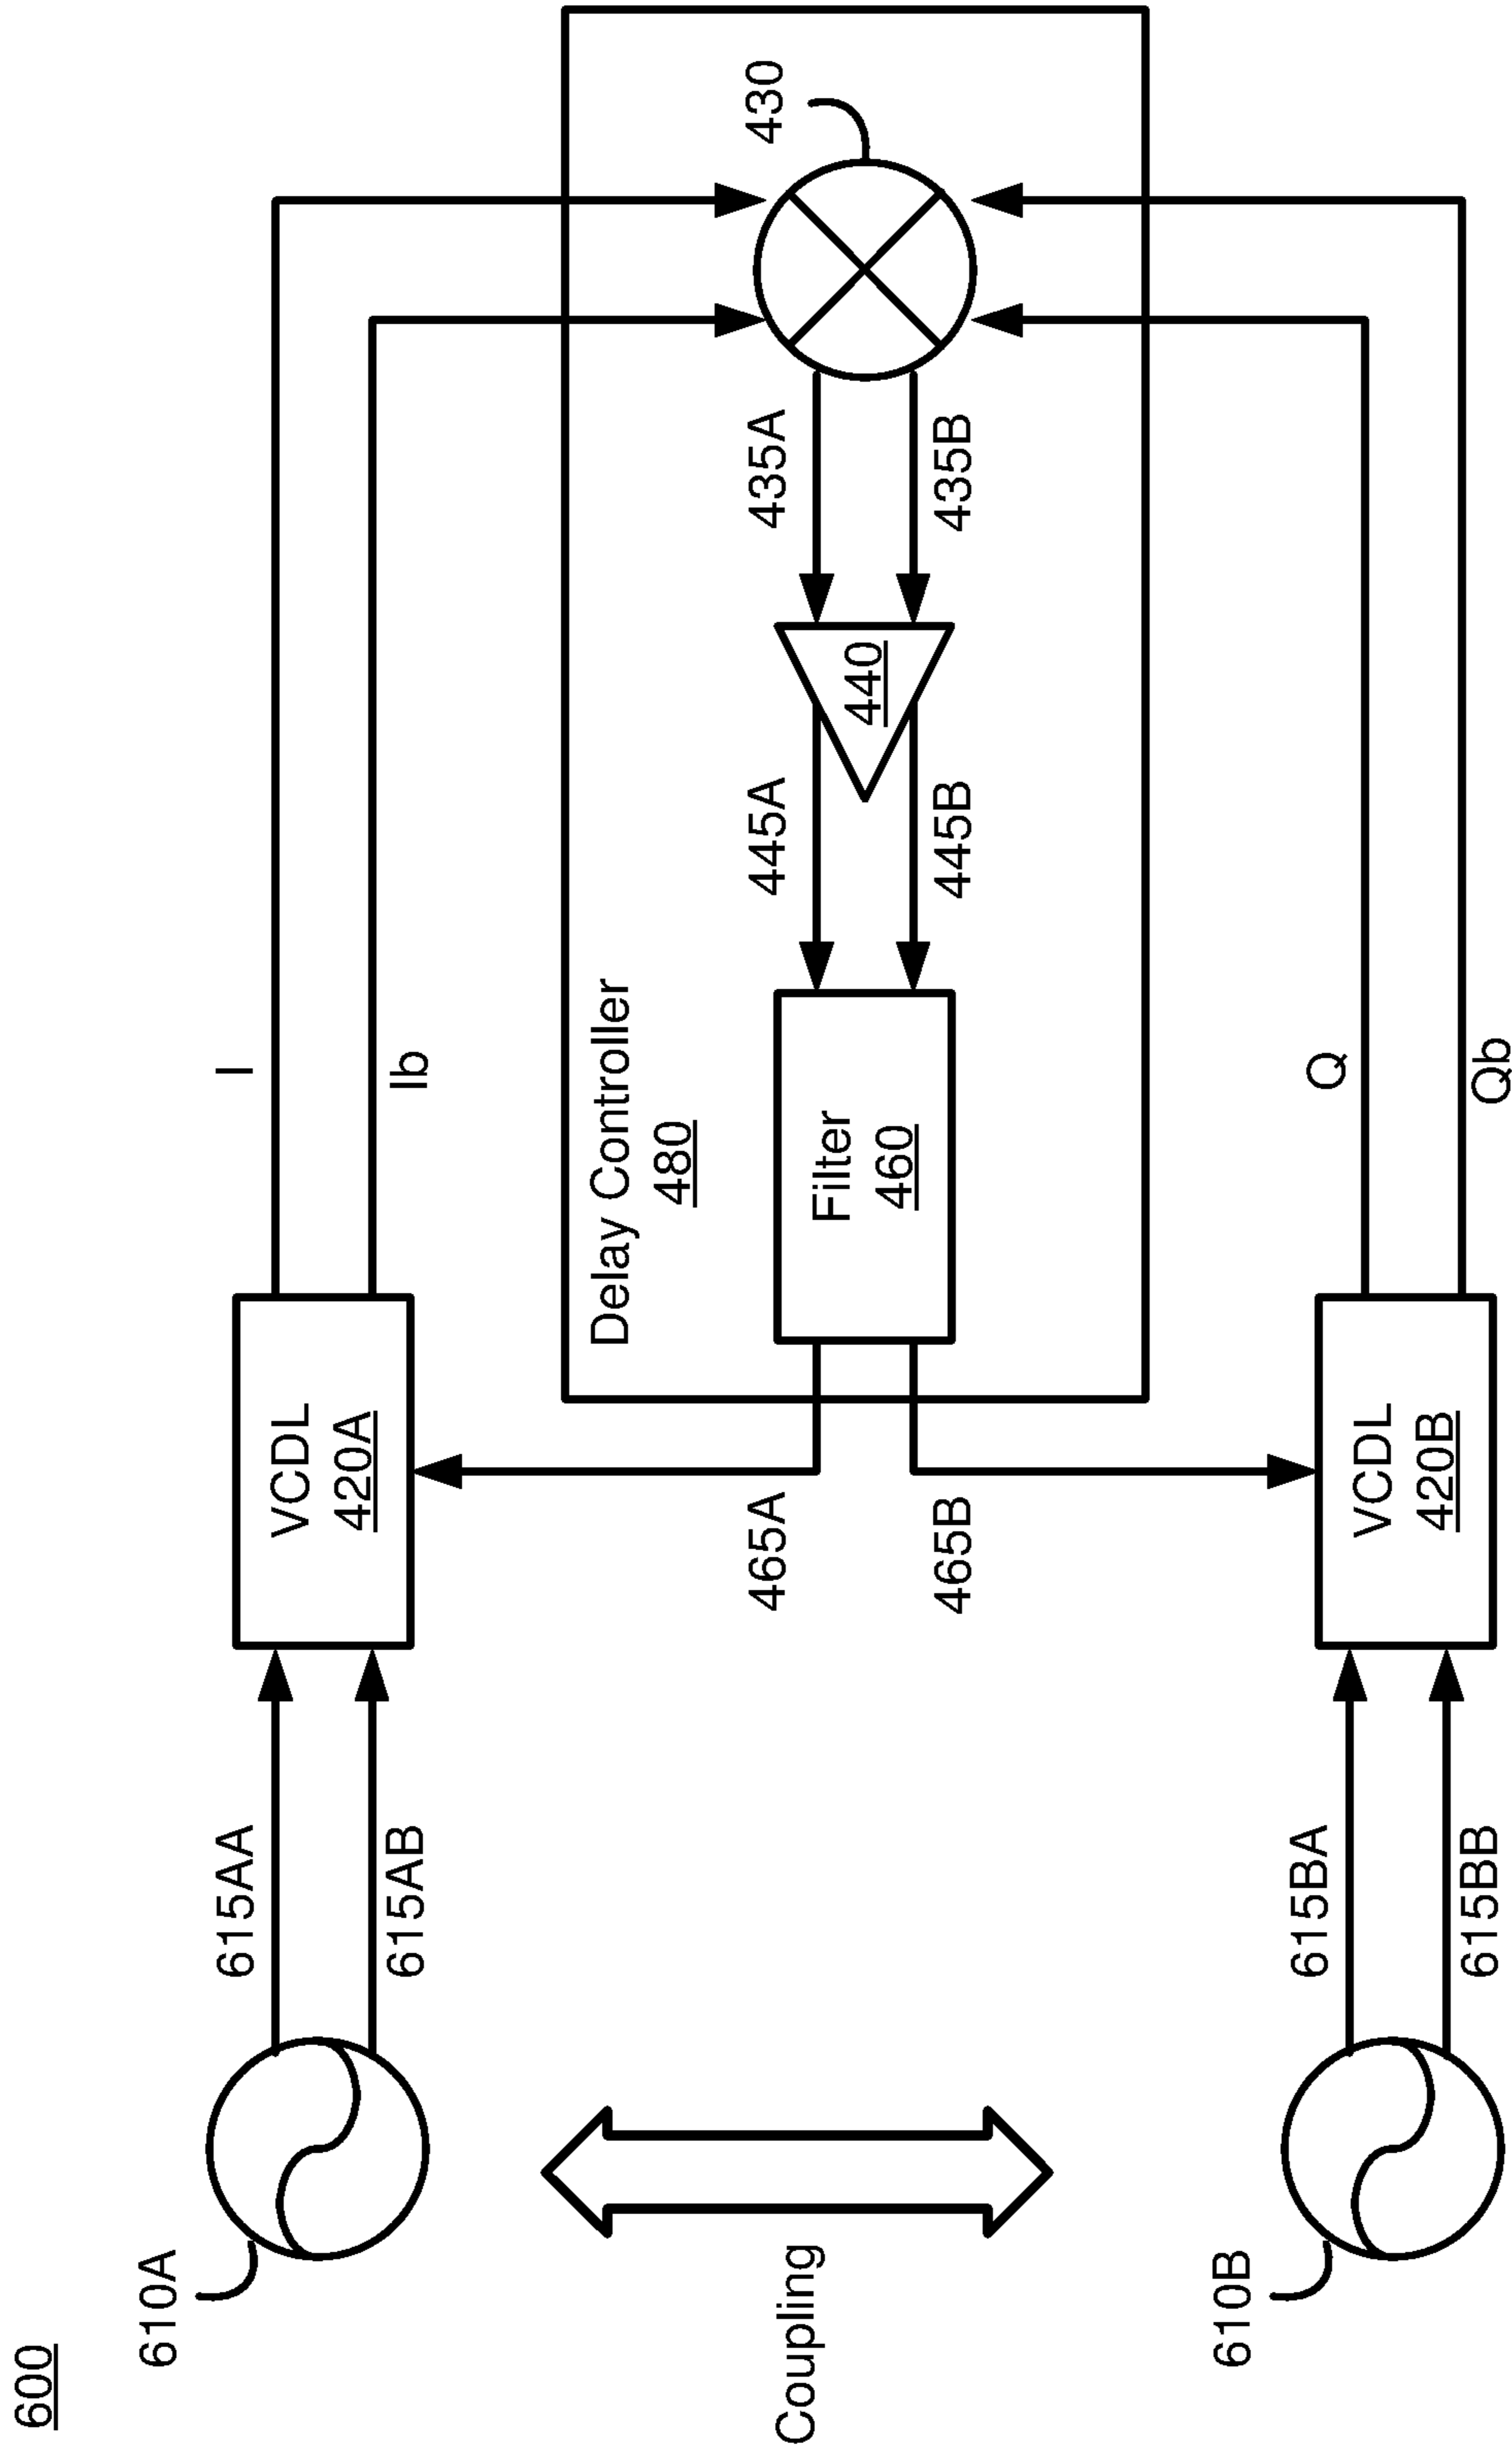 600
610A
615AA
615AB
VCDL
420A
I
Ib
Coupling
465A
465B
Delay Controller
480
Filter
460
445A
445B
440
435A
435B
430
610B
615BA
615BB
VCDL
420B
Q
Qb